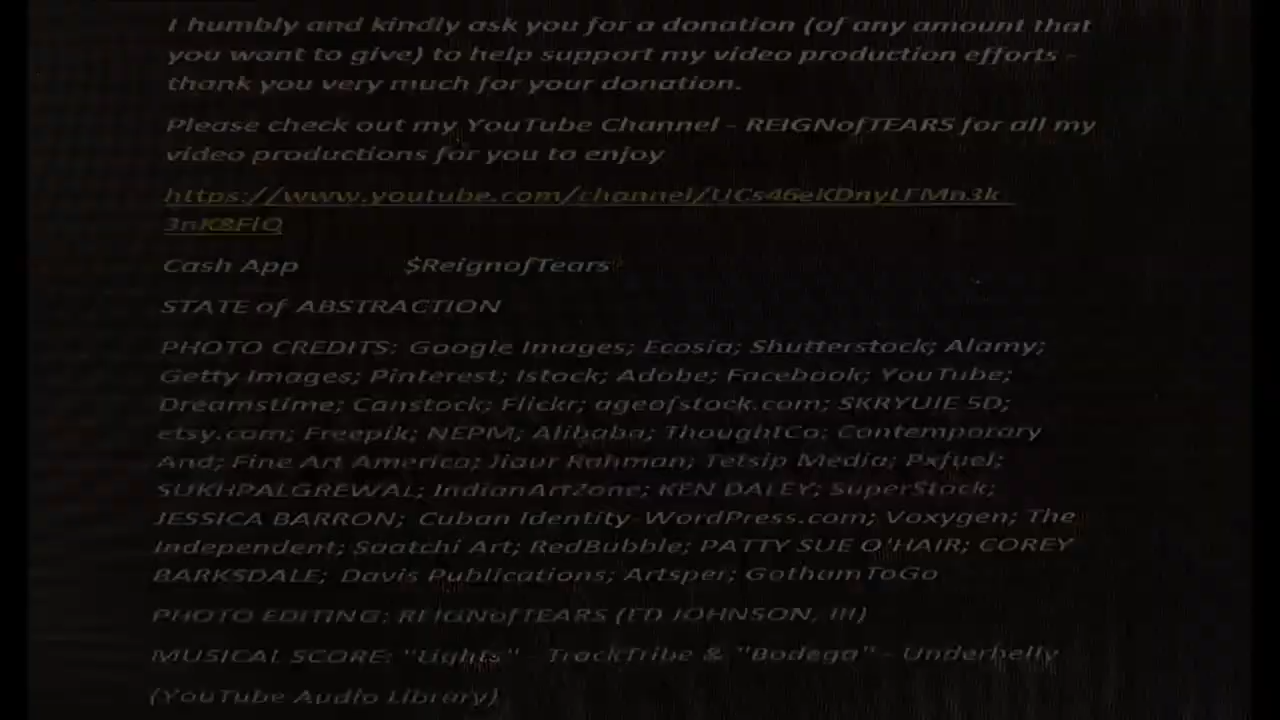 I humbly and kindly ask you for a donation (of any amount that
you want to give) to help support my video production efforts -
thank you very much for your donation.
Please check out my YouTube Channel - REIGNofTEARS for all my
video productions for you to enjoy
https://www.youtube.com/channel/
Cash App $ReignofTears
STATE of ABSTRACTION
PHOTO CREDITS: Google Images; Ecosia; Shutterstock; Alamy;
Getty Images; Pinterest; Istock; Adobe; Facebook; YouTube;
Dreamstime; Canstock; Flickr; ageofstock.com; SKRYUIE 5D;
etsy.com; Freepik; NEPM; Alibaba; ThoughtCo; Contemporary
And; Fine Art America; Jiaur Rahman; Tetsip Media; Pxfuel;
SUKHPALGREWAL; IndianArtZone; KEN DALEY; SuperStock;
JESSICA BARRON; Cuban Identity-WordPress.com; Voxygen; The
Independent; Saatchi Art; RedBubble; PATTY SUE O'HAIR; COREY
BARKSDALE; Davis Publications; Artsper; GothamToGo
PHOTO EDITING: REIGNofTEARS (ED JOHNSON, III)
MUSICAL SCORE: "Lights" - TrackTribe & "Bodega" - Underbelly
(YouTube Audio Library)